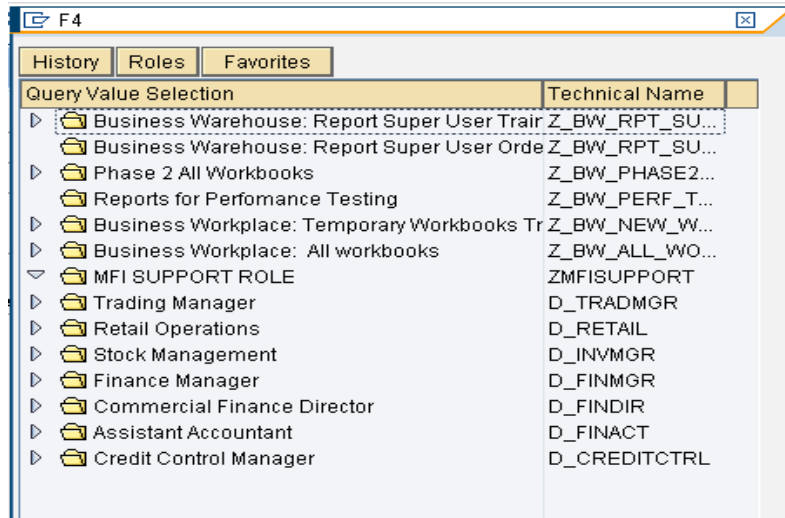 F4
History Roles Favorites
Query Value Selection Technical Name
Business Warehouse: Report Super User Train Z_BW_RPT_SU...
Business Warehouse: Report Super User Orde Z_BW_RPT_SU...
Phase 2 All Workbooks Z_BW_PHASE2...
Reports for Perfomance Testing Z_BW_PERF_T...
Business Workplace: Temporary Workbooks Tr Z_BW_NEW_W...
Business Workplace: All workbooks Z_BW_ALL_WO...
MFI SUPPORT ROLE ZMFISUPPORT
Trading Manager D_TRADMGR
Retail Operations D_RETAIL
Stock Management D_INVMGR
Finance Manager D_FINMGR
Commercial Finance Director D_FINDIR
Assistant Accountant D_FINACT
Credit Control Manager D_CREDITCTRL